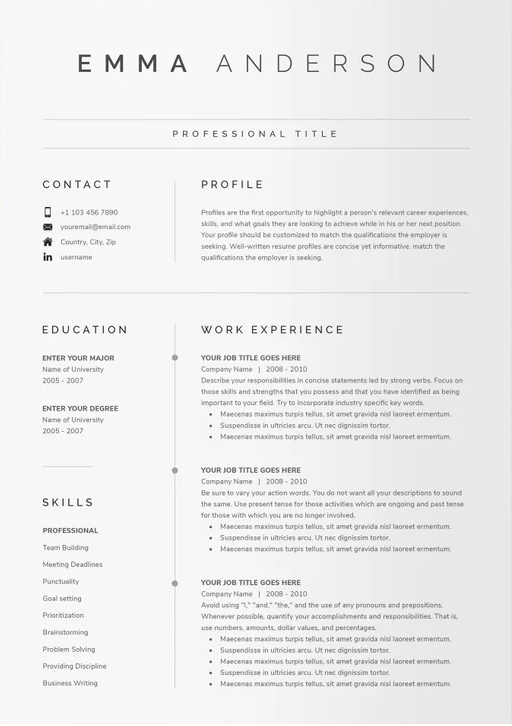 EMMA ANDERSON
PROFESSIONAL TITLE
CONTACT
+1 103 456 7890
youremail@email.com
Country, City, Zip
in username
PROFILE
Profiles are the first opportunity to highlight a person's relevant career experiences,
skills, and what goals they are looking to achieve while in his or her next position.
Your profile should be customized to match the qualifications the employer is
seeking. Well-written resume profiles are concise yet informative. match the
qualifications the employer is seeking.
EDUCATION
ENTER YOUR MAJOR
Name of University
2005 - 2007
ENTER YOUR DEGREE
Name of University
2005 - 2007
SKILLS
PROFESSIONAL
Team Building
Meeting Deadlines
Punctuality
Goal setting
Prioritization
Brainstorming
Problem Solving
Providing Discipline
Business Writing
WORK EXPERIENCE
YOUR JOB TITLE GOES HERE
Company Name | 2008 - 2010
Describe your responsibilities in concise statements led by strong verbs. Focus on
those skills and strengths that you possess and that you have identified as being
important to your field. Try to incorporate industry specific key words.
• Maecenas maximus turpis tellus, sit amet gravida nisl laoreet ermentum.
• Suspendisse in ultricies arcu. Ut nec dignissim tortor.
• Maecenas maximus turpis tellus, sit amet gravida nisl laoreet ermentum.
YOUR JOB TITLE GOES HERE
Company Name | 2008 - 2010
Be sure to vary your action words. You do not want all your descriptions to sound
the same. Use present tense for those activities which are ongoing and past tense
for those with which you are no longer involved.
• Maecenas maximus turpis tellus, sit amet gravida nisl laoreet ermentum.
• Suspendisse in ultricies arcu. Ut nec dignissim tortor.
• Maecenas maximus turpis tellus, sit amet gravida nisl laoreet ermentum.
YOUR JOB TITLE GOES HERE
Company Name | 2008 - 2010
Avoid using "I," "and," "the," and the use of any pronouns and prepositions.
Whenever possible, quantify your accomplishments and responsibilities. That is,
use numbers, amounts, dollar values, and percentages.
• Maecenas maximus turpis tellus, sit amet gravida nisl laoreet ermentum.
• Suspendisse in ultricies arcu. Ut nec dignissim tortor.
• Maecenas maximus turpis tellus, sit amet gravida nisl laoreet ermentum.
• Suspendisse in ultricies arcu. Ut nec dignissim tortor.
• Maecenas maximus turpis tellus, sit amet gravida nisl laoreet ermentum.